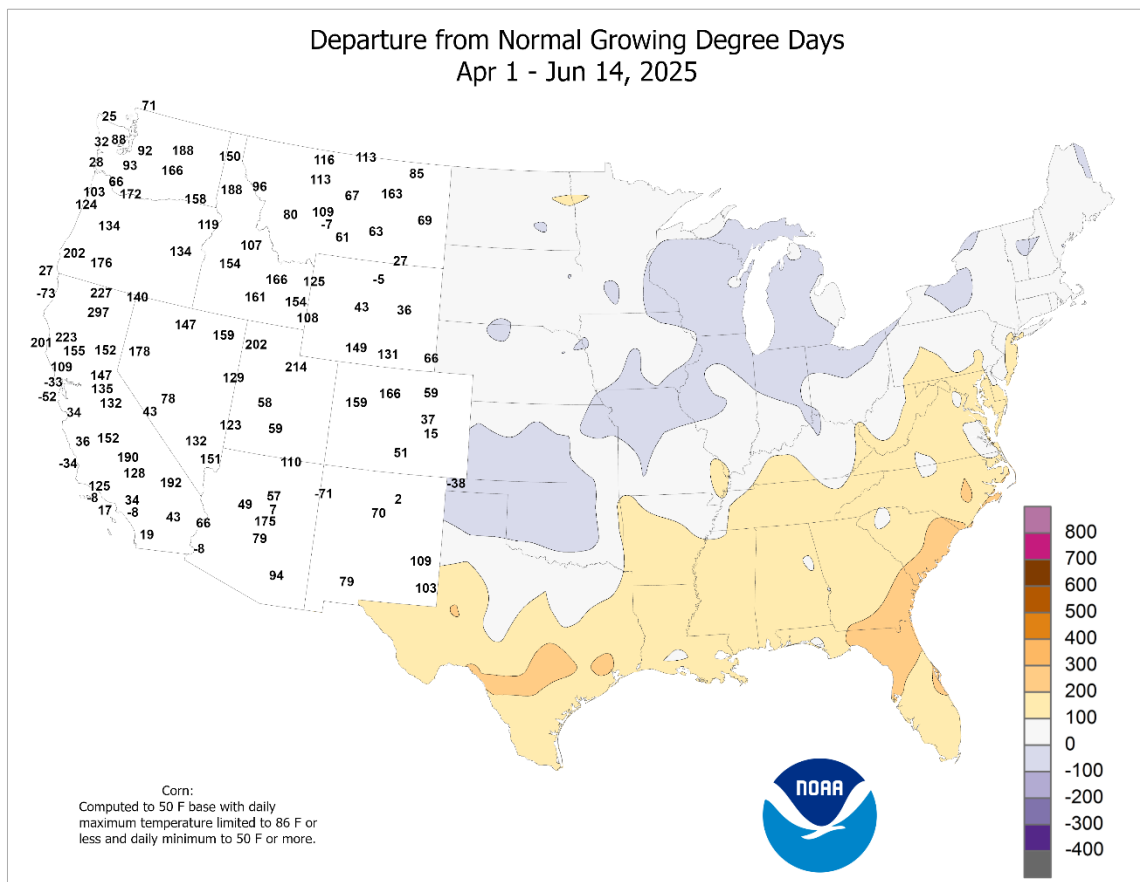 Departure from Normal Growing Degree Days
Apr 1 - Jun 14, 2025
71
25
32 88
92 188
28 93 166 150 116 113
66 113 85
103 172 158 188 96 67 163
124
134 119 80 109 69
-7 63
61
202 176 134 107
27 154 27
-73 227 140 166 125 -5
297 161 154 43 36
108
147
201 223 159
155 152 178 202 149 131 66
109 214
-33 147 129
-52 135 166 59
132 78 58 159
34 43 37
123 59 15
36 152 132
190 151 110 51
-34 128
125 192 57 -71 -38
-8 34 49 7 2
17 -8 43 66 175 70
19 79
-8
94 79 109
103
800
700
600
500
400
300
200
100
0
-100
-200
-300
-400
NOAA
Corn:
Computed to 50 F base with daily
maximum temperature limited to 86 F or
less and daily minimum to 50 F or more.